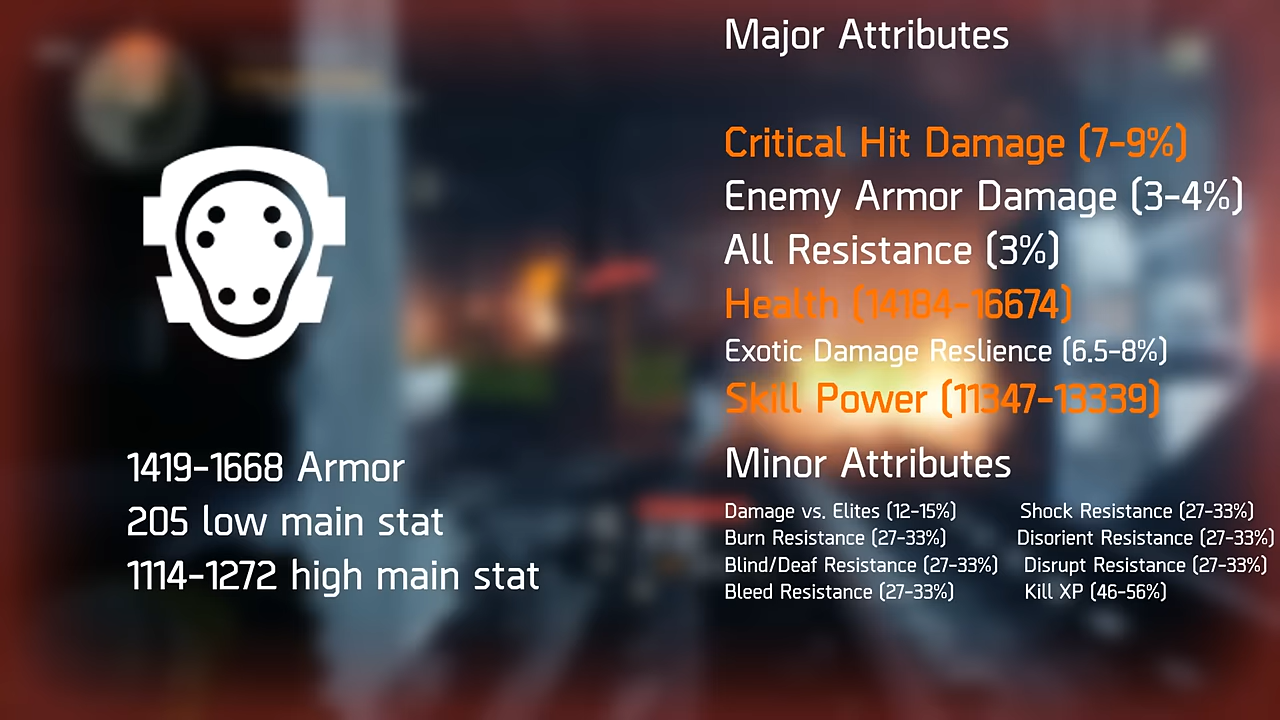 Major Attributes
Critical Hit Damage (7-9%)
Enemy Armor Damage (3-4%)
All Resistance (3%)
Health (14184-16674)
Exotic Damage Reslience (6.5-8%)
Skill Power (11347-13339)
1419-1668 Armor
205 low main stat
1114-1272 high main stat
Minor Attributes
Damage vs. Elites (12-15%)
Burn Resistance (27-33%)
Blind/Deaf Resistance (27-33%)
Bleed Resistance (27-33%)
Shock Resistance (27-33%)
Disorient Resistance (27-33%)
Disrupt Resistance (27-33%)
Kill XP (46-56%)